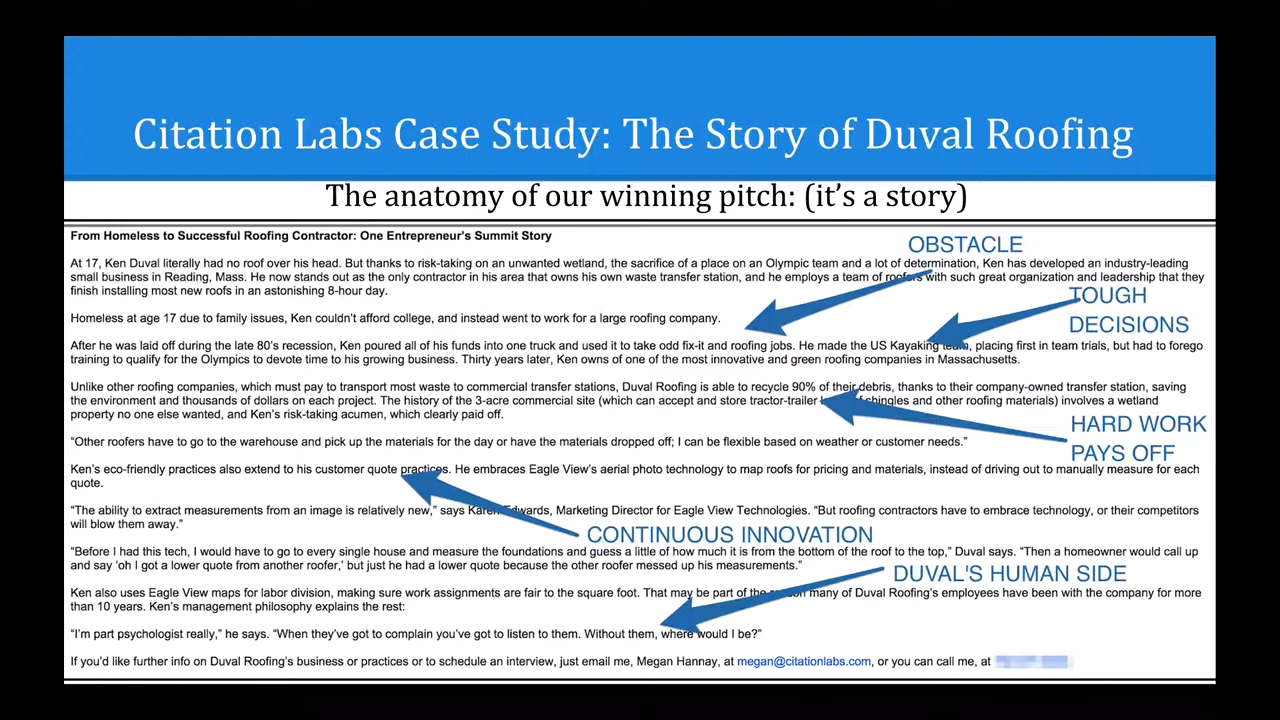 Citation Labs Case Study: The Story of Duval Roofing
The anatomy of our winning pitch: (it's a story)
From Homeless to Successful Roofing Contractor: One Entrepreneur's Summit Story
OBSTACLE
At 17, Ken Duval literally had no roof over his head. But thanks to risk-taking on an unwanted wetland, the sacrifice of a place on an Olympic team and a lot of determination, Ken has developed an industry-leading
small business in Reading, Mass. He now stands out as the only contractor in his area that owns his own waste transfer station, and he employs a team of roofers with such great organization and leadership that they
finish installing most new roofs in an astonishing 8-hour day.
TOUGH
DECISIONS
Homeless at age 17 due to family issues, Ken couldn't afford college, and instead went to work for a large roofing company.
After he was laid off during the late 80's recession, Ken poured all of his funds into one truck and used it to take odd fix-it and roofing jobs. He made the US Kayaking team, placing first in team trials, but had to forego
training to qualify for the Olympics to devote time to his growing business. Thirty years later, Ken owns of one of the most innovative and green roofing companies in Massachusetts.
Unlike other roofing companies, which must pay to transport most waste to commercial transfer stations, Duval Roofing is able to recycle 90% of their debris, thanks to their company-owned transfer station, saving
the environment and thousands of dollars on each project. The history of the 3-acre commercial site (which can accept and store tractor-trailer of shingles and other roofing materials) involves a wetland
property no one else wanted, and Ken's risk-taking acumen, which clearly paid off.
HARD WORK
PAYS OFF
"Other roofers have to go to the warehouse and pick up the materials for the day or have the materials dropped off; I can be flexible based on weather or customer needs."
Ken's eco-friendly practices also extend to his customer quote practices. He embraces Eagle View's aerial photo technology to map roofs for pricing and materials, instead of driving out to manually measure for each
quote.
"The ability to extract measurements from an image is relatively new," says Karen Edwards, Marketing Director for Eagle View Technologies. "But roofing contractors have to embrace technology, or their competitors
will blow them away."
CONTINUOUS INNOVATION
"Before I had this tech, I would have to go to every single house and measure the foundations and guess a little of how much it is from the bottom of the roof to the top," Duval says. "Then a homeowner would call up
and say 'oh I got a lower quote from another roofer,' but just he had a lower quote because the other roofer messed up his measurements."
DUVAL'S HUMAN SIDE
Ken also uses Eagle View maps for labor division, making sure work assignments are fair to the square foot. That may be part of the reason many of Duval Roofing's employees have been with the company for more
than 10 years. Ken's management philosophy explains the rest:
"I'm part psychologist really," he says. "When they've got to complain you've got to listen to them. Without them, where would I be?"
If you'd like further info on Duval Roofing's business or practices or to schedule an interview, just email me, Megan Hannay, at megan@citationlabs.com, or you can call me, at